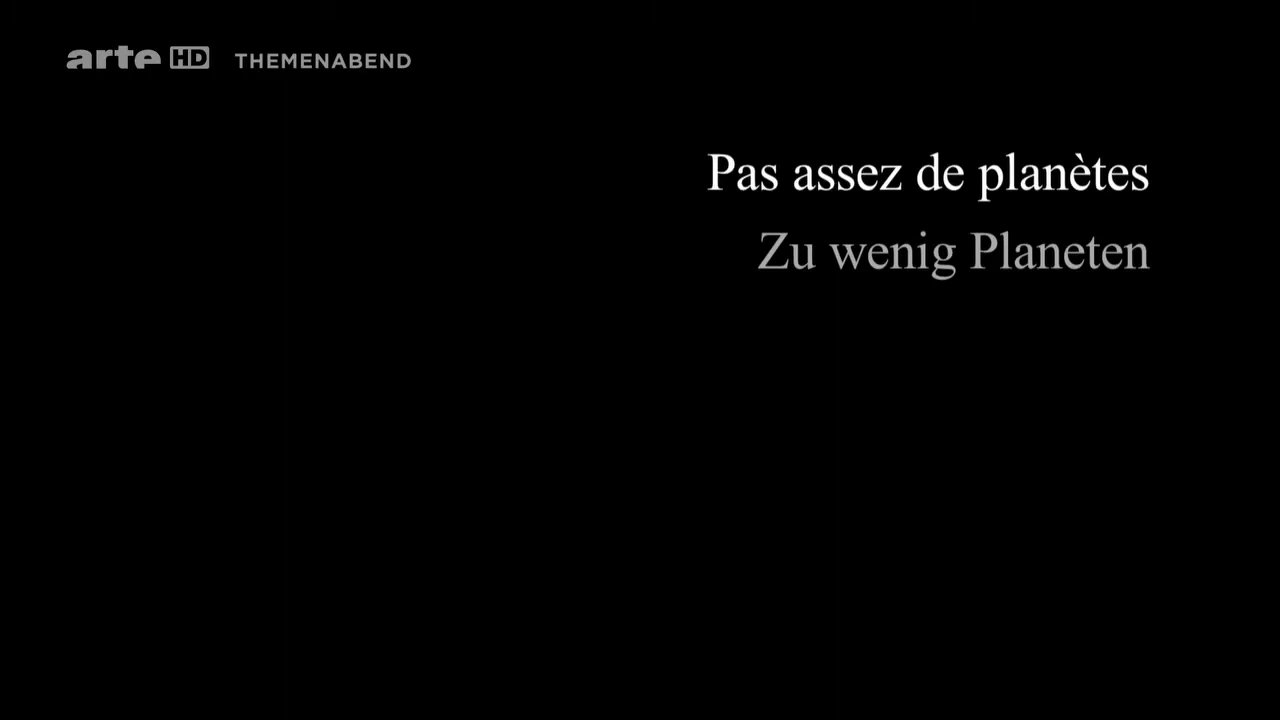 arte HD THEMENABEND
Pas assez de planètes
Zu wenig Planeten